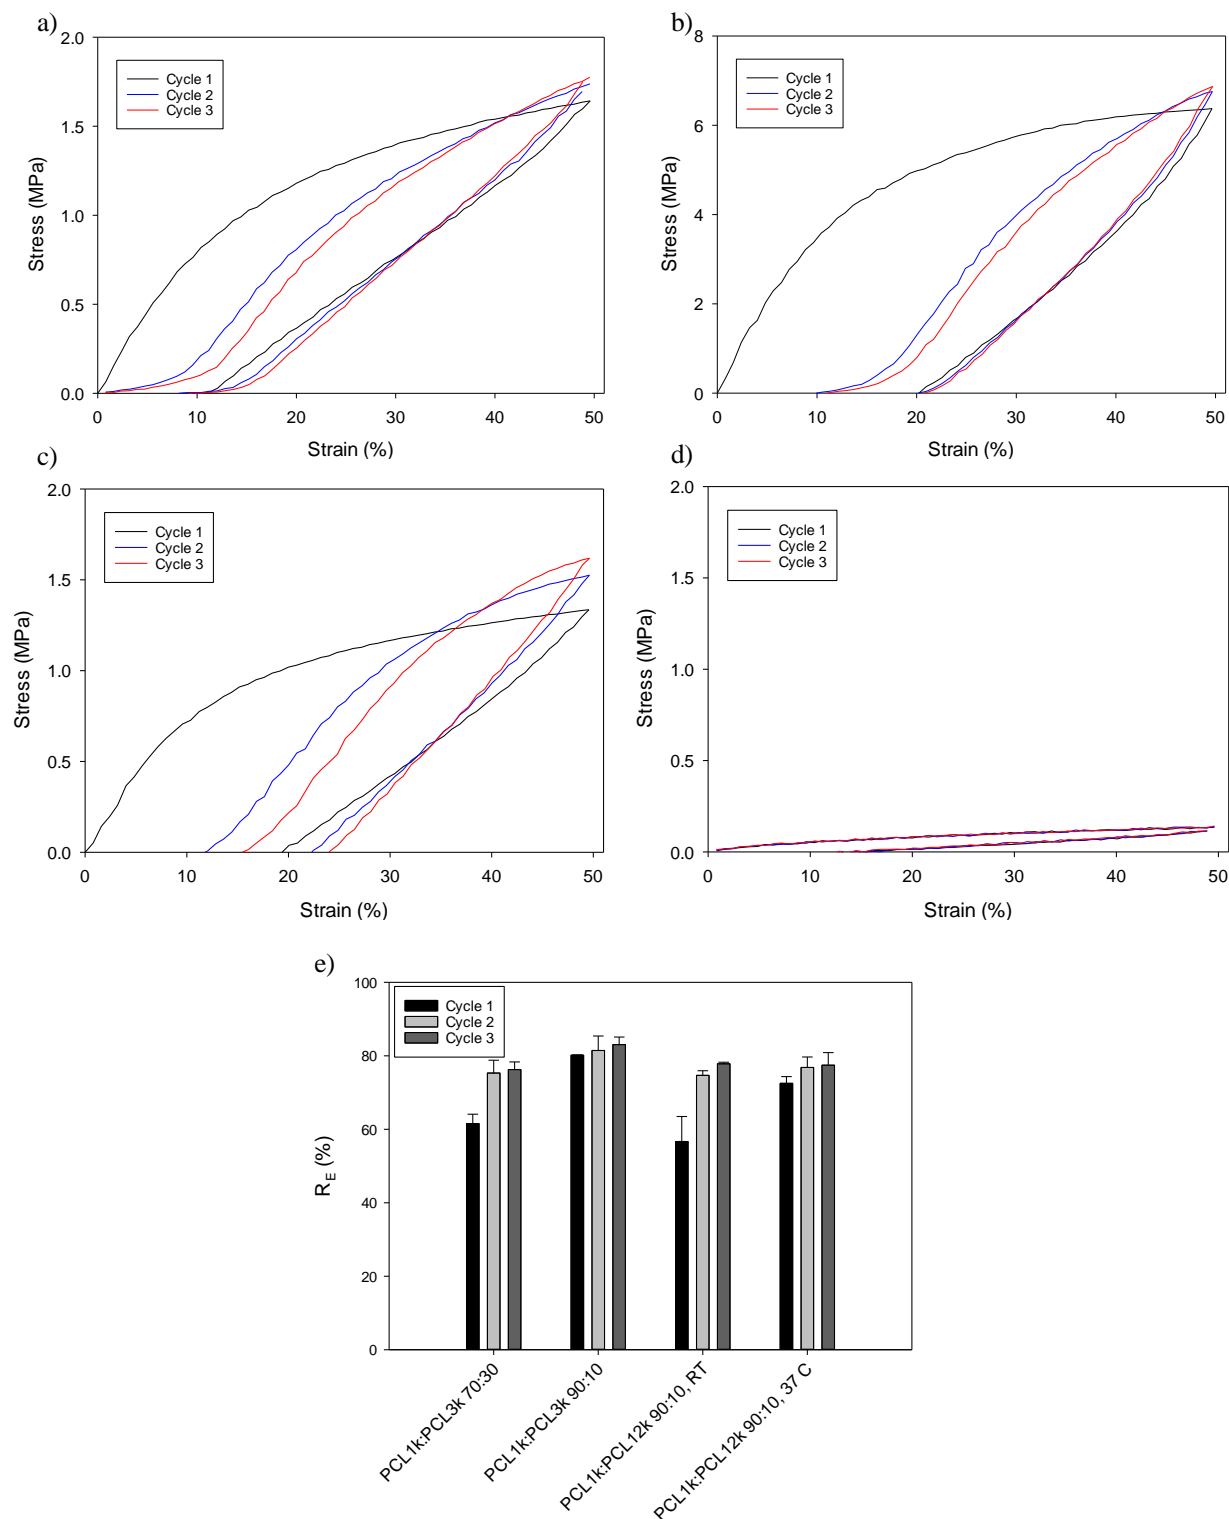 a)
2.0
1.5
1.0
0.5
0.0
Stress (MPa)
Cycle 1
Cycle 2
Cycle 3
0 10 20 30 40 50
Strain (%)
b)
8
6
4
2
0
Stress (MPa)
Cycle 1
Cycle 2
Cycle 3
0 10 20 30 40 50
Strain (%)
c)
2.0
1.5
1.0
0.5
0.0
Stress (MPa)
Cycle 1
Cycle 2
Cycle 3
0 10 20 30 40 50
Strain (%)
d)
2.0
1.5
1.0
0.5
0.0
Stress (MPa)
Cycle 1
Cycle 2
Cycle 3
0 10 20 30 40 50
Strain (%)
e)
100
80
60
40
20
0
R_E (%)
Cycle 1
Cycle 2
Cycle 3
PCL1k:PCL3k 70:30
PCL1k:PCL3k 90:10
PCL1k:PCL12k 90:10, RT
PCL1k:PCL12k 90:10, 37 C